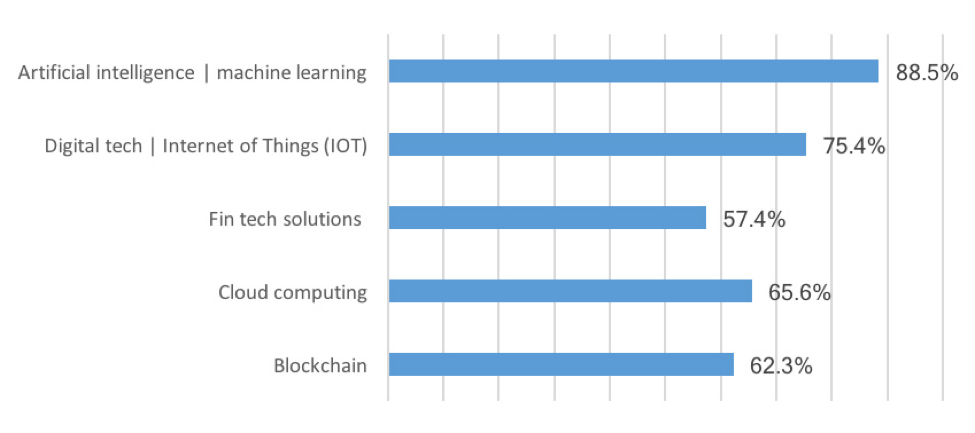 Artificial intelligence | machine learning 88.5%
Digital tech | Internet of Things (IOT) 75.4%
Fin tech solutions 57.4%
Cloud computing 65.6%
Blockchain 62.3%